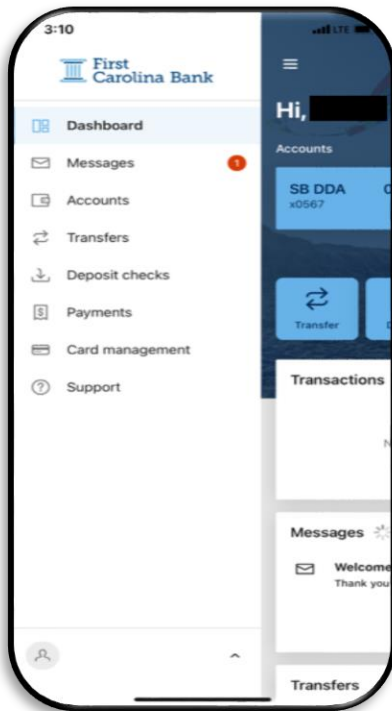 3:10
LTE
First
Carolina Bank
Dashboard
Messages 1
Accounts
Transfers
Deposit checks
Payments
Card management
Support
Hi,
Accounts
SB DDA
x0567
Transfer
Transactions
Messages
Welcome
Thank you
Transfers